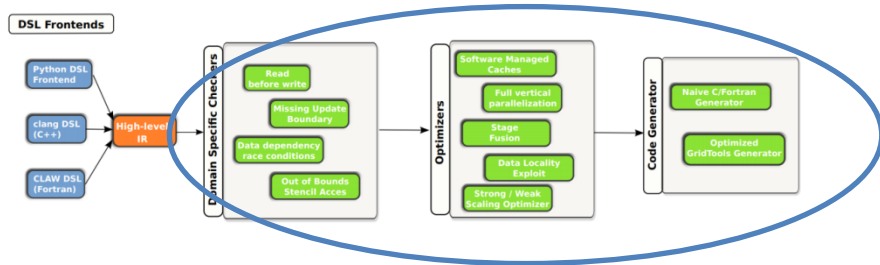 DSL Frontends
Python DSL
Frontend
clang DSL
(C++)
CLAW DSL
(Fortran)
High-level
IR
Domain Specific Checkers
Read
before write
Missing Update
Boundary
Data dependency
race conditions
Out of Bounds
Stencil Acces
Optimizers
Software Managed
Caches
Full vertical
parallelization
Stage
Fusion
Data Locality
Exploit
Strong / Weak
Scaling Optimizer
Code Generator
Naive C/Fortran
Generator
Optimized
GridTools Generator